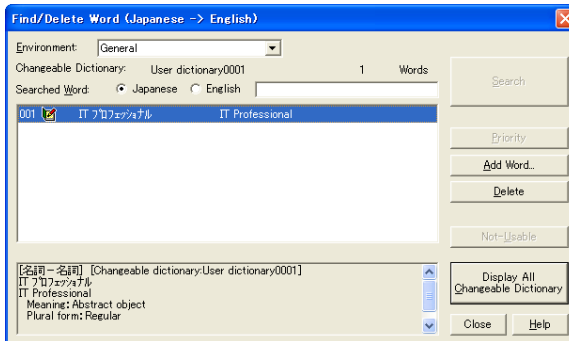 Find/Delete Word (Japanese -> English)
Environment: General
Changeable Dictionary: User dictionary0001 1 Words
Searched Word: Japanese English
Search
001 IT ﾌﾟﾛﾌｪｯｼｮﾅﾙ IT Professional
Priority
Add Word...
Delete
Not-Usable
[名詞－名詞] [Changeable dictionary:User dictionary0001]
IT ﾌﾟﾛﾌｪｯｼｮﾅﾙ
IT Professional
Meaning: Abstract object
Plural form: Regular
Display All
Changeable Dictionary
Close Help